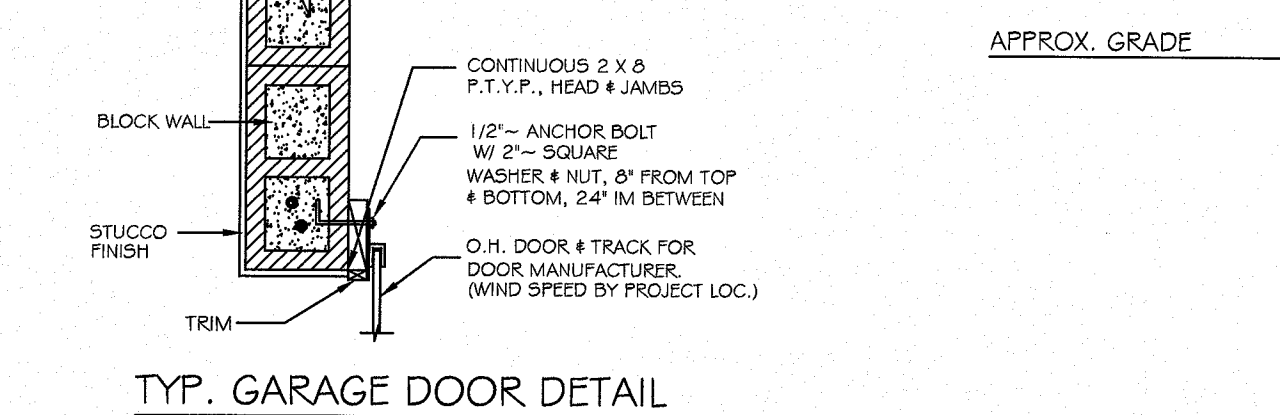 APPROX. GRADE
CONTINUOUS 2 X 8
P.T.Y.P., HEAD & JAMBS
BLOCK WALL
1/2"~ ANCHOR BOLT
W/ 2"~ SQUARE
WASHER & NUT, 8" FROM TOP
& BOTTOM, 24" IM BETWEEN
STUCCO
FINISH
O.H. DOOR & TRACK FOR
DOOR MANUFACTURER.
(WIND SPEED BY PROJECT LOC.)
TRIM
TYP. GARAGE DOOR DETAIL